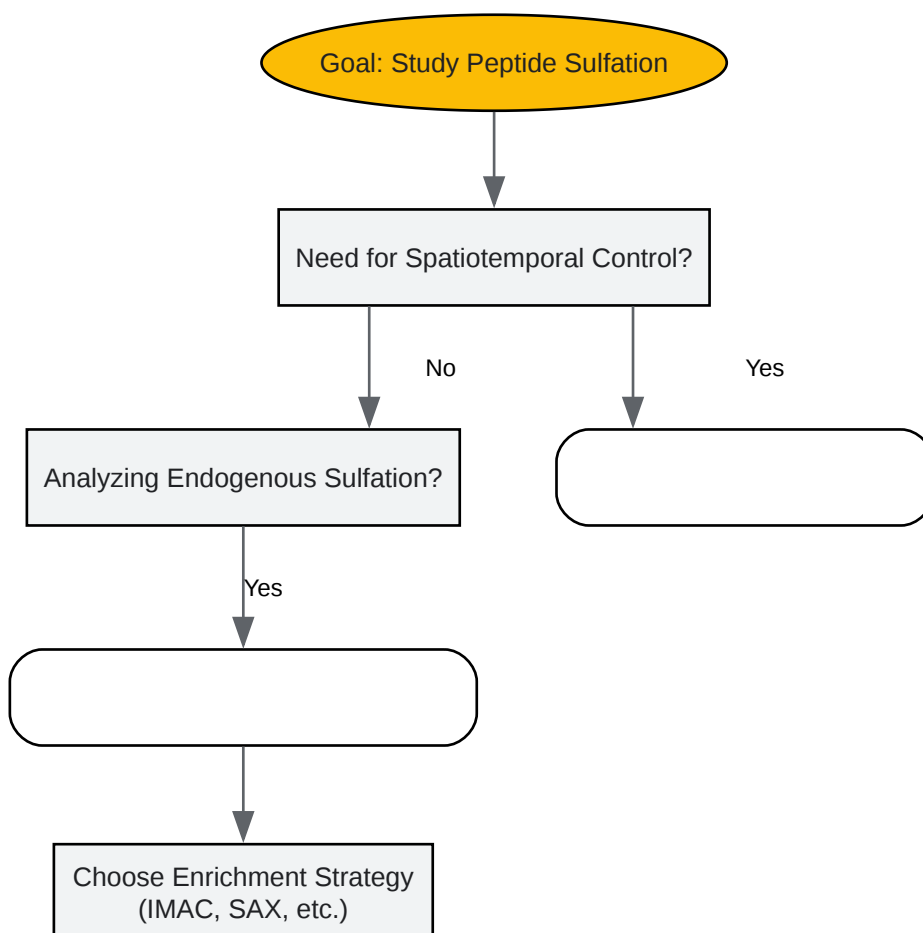 Goal: Study Peptide Sulfation
Need for Spatiotemporal Control?
No
Yes
Analyzing Endogenous Sulfation?
Yes
Choose Enrichment Strategy
(IMAC, SAX, etc.)